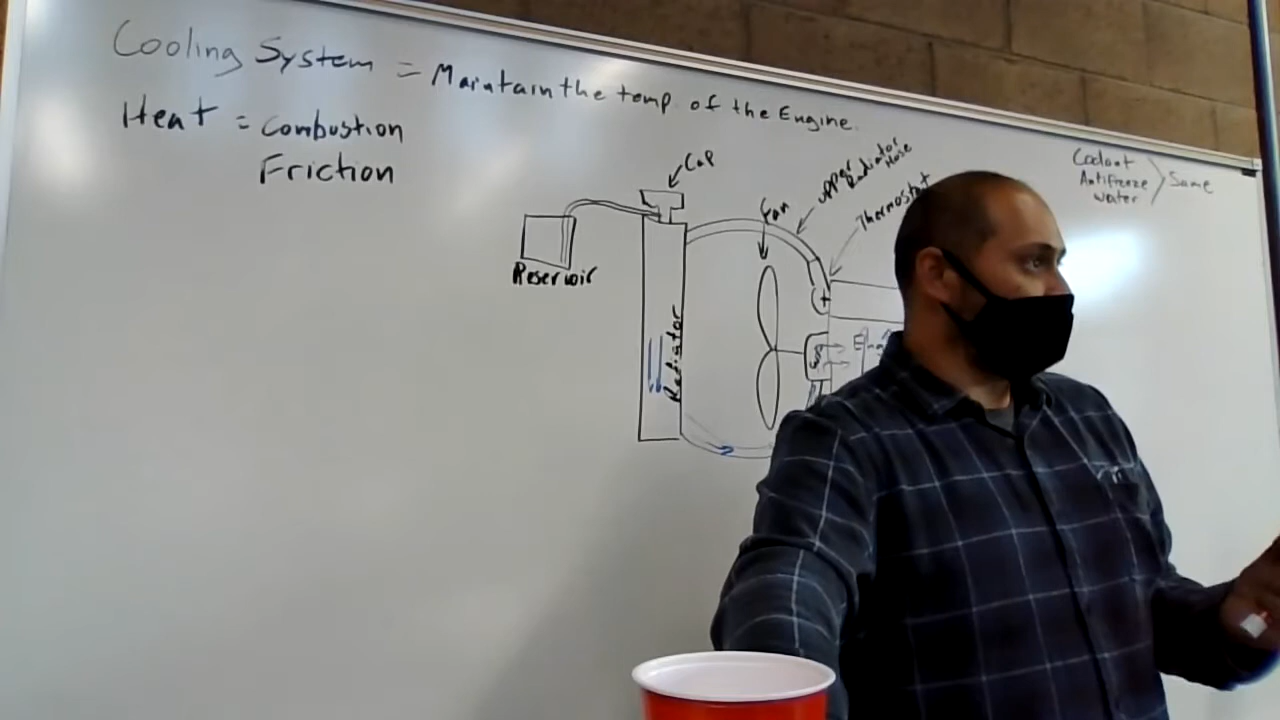 Cooling System = Maintain the temp. of the Engine.
Heat = Combustion
Friction
Cap
Fan
upper Radiator Hose
Thermostat
Coolant
Antifreeze
Water
Same
Reservoir
Radiator